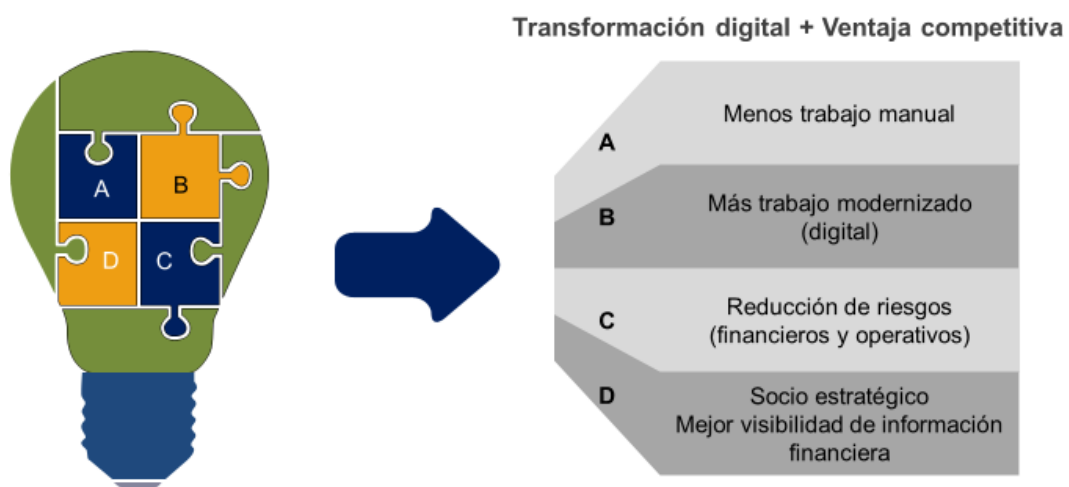 Transformación digital + Ventaja competitiva
A
B
D
C
A
Menos trabajo manual
B
Más trabajo modernizado
(digital)
C
Reducción de riesgos
(financieros y operativos)
D
Socio estratégico
Mejor visibilidad de información
financiera